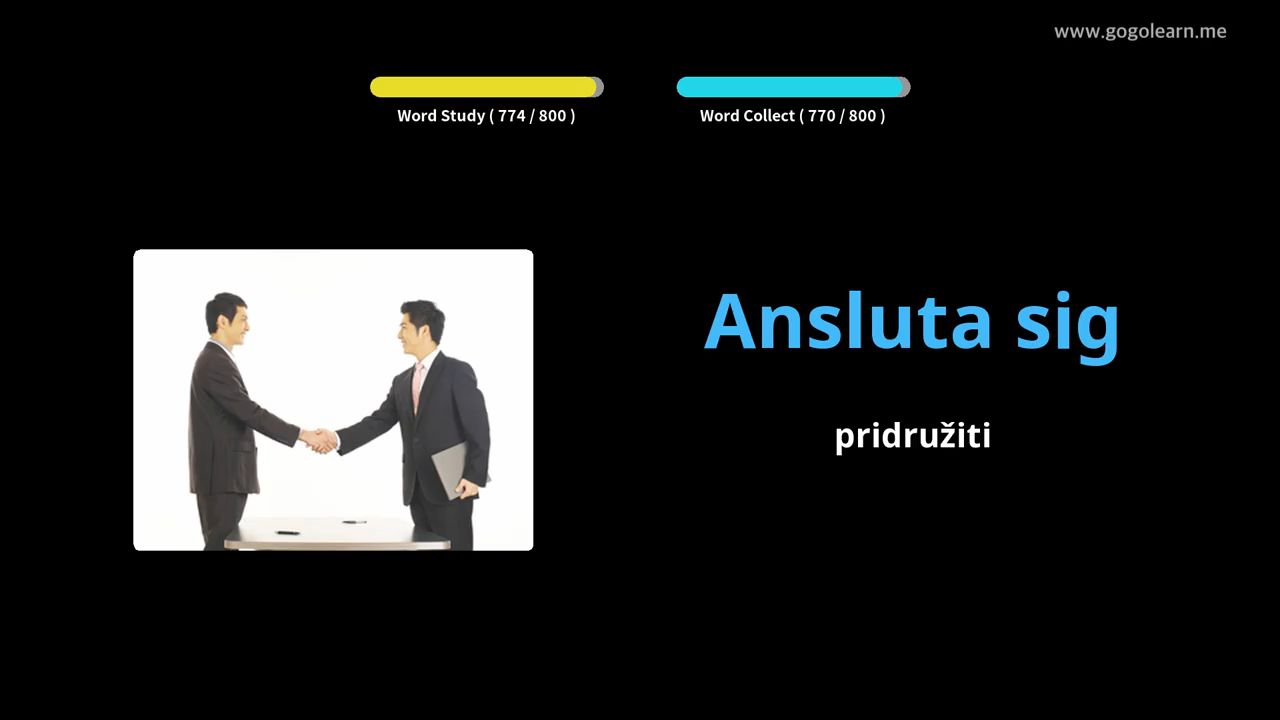 www.gogolearn.me
Word Study ( 774 / 800 )
Word Collect ( 770 / 800 )
Ansluta sig
pridružiti